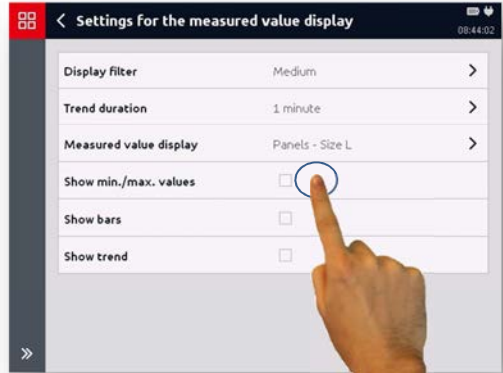 Settings for the measured value display
08:44:02
Display filter Medium
Trend duration 1 minute
Measured value display Panels - Size L
Show min./max. values
Show bars
Show trend